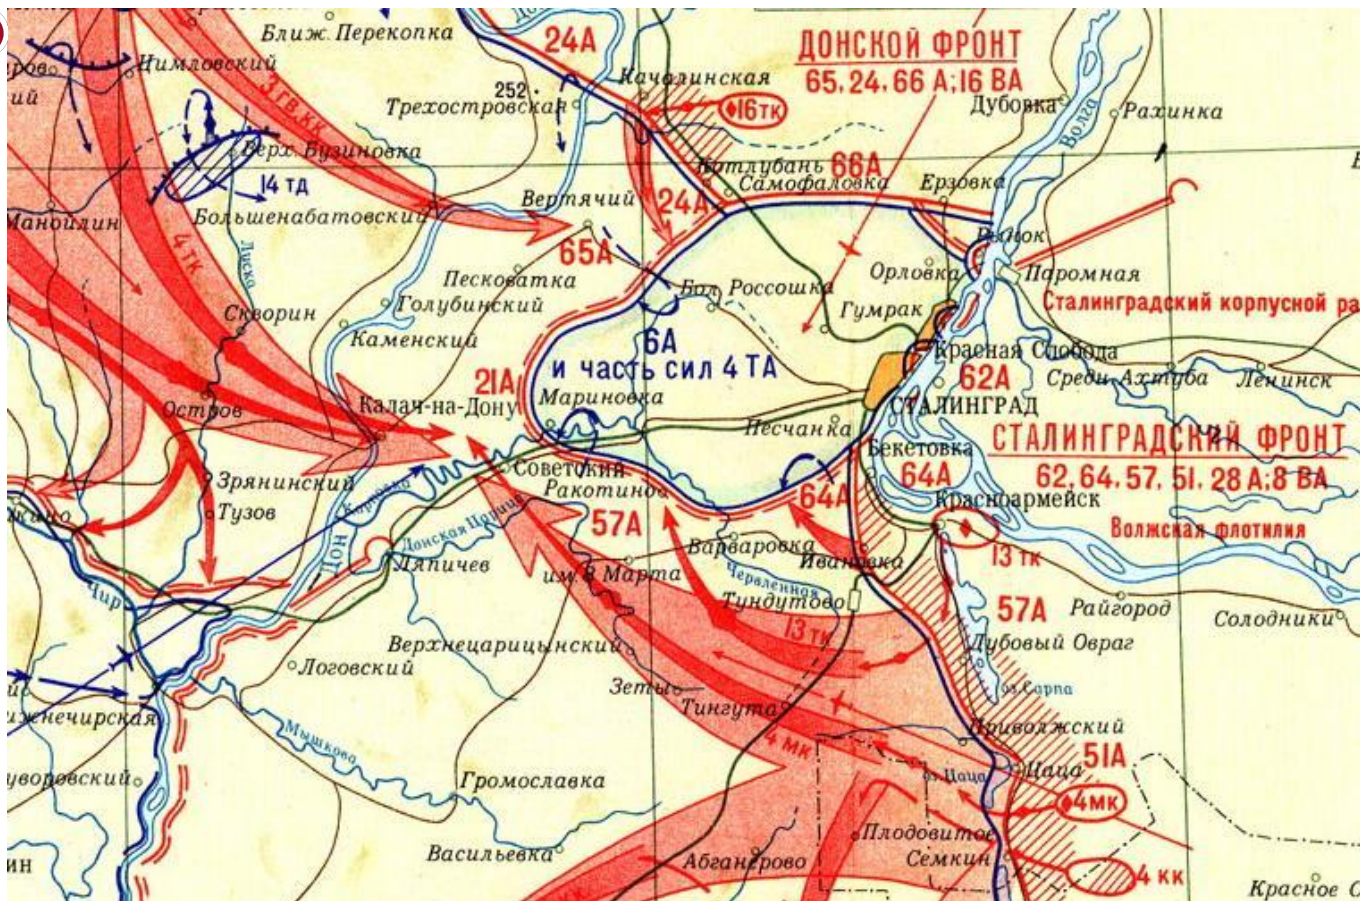 Ближ. Перекопка
24А
ДОНСКОЙ ФРОНТ
65, 24, 66 А; 16 ВА
Цимловский
Качалинская
3 гв. кк
252
Трехостровская
16тк
Дубовка
Волга
Рахинка
Верх. Бузиновка
14 тд
Котлубань
66А
Самофаловка
Ерзовка
Вертячий
24А
Манойлин
Большенабатовский
4 тк
65А
Рынок
Лиска
Песковатка
Орловка
Паромная
Голубинский
Бол. Россошка
Гумрак
Сталинградский корпусной ра
Скворин
Каменский
6А
и часть сил 4 ТА
Красная Слобода
21А
62А
Средн. Ахтуба
Ленинск
Остров
Калач-на-Дону
Мариновка
СТАЛИНГРАД
Песчанка
СТАЛИНГРАДСКИЙ ФРОНТ
Бекетовка
62, 64, 57, 51, 28 А; 8 ВА
Советский
64А
Зрянинский
Карповка
Ракотино
64А
Красноармейск
Тузов
57А
Волжская флотилия
Донская Царица
Варваровка
Ивановка
13 тк
Дон
Ляпичев
им. 8 Марта
Червленная
Чир
Тундутово
57А
Райгород
Солодники
13 тк
Верхнецарицынский
Дубовый Овраг
Логовский
Зеты
оз. Сарпа
Тингута
ижнечирская
Приволжский
Мышкова
4 мк
51А
уворовский
Громославка
оз. Цаца
Цаца
4мк
Плодовитое
Васильевка
Абганерово
Семкин
4 кк
Красное С